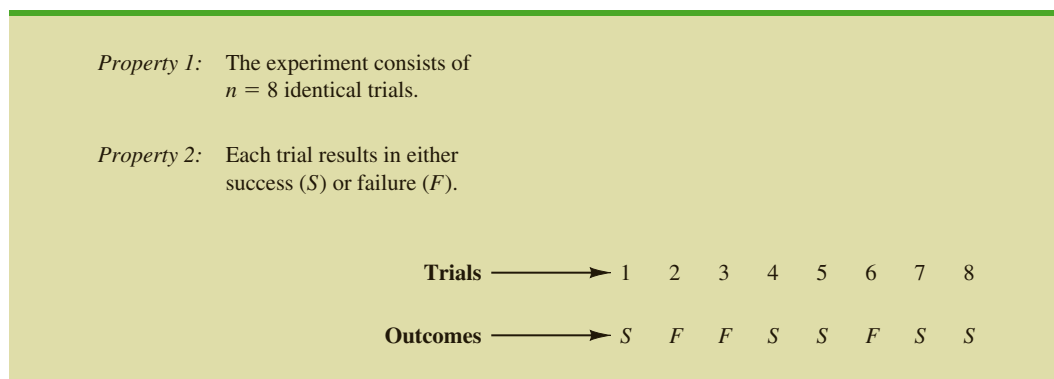 Property 1: The experiment consists of
n = 8 identical trials.
Property 2: Each trial results in either
success (S) or failure (F).
Trials 1 2 3 4 5 6 7 8
Outcomes S F F S S F S S